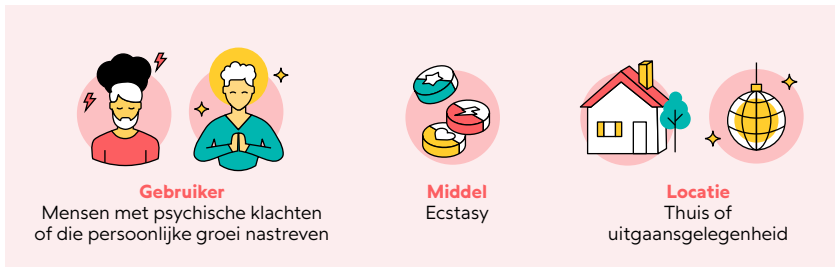 Gebruiker
Mensen met psychische klachten
of die persoonlijke groei nastreven
Middel
Ecstasy
Locatie
Thuis of
uitgaansgelegenheid